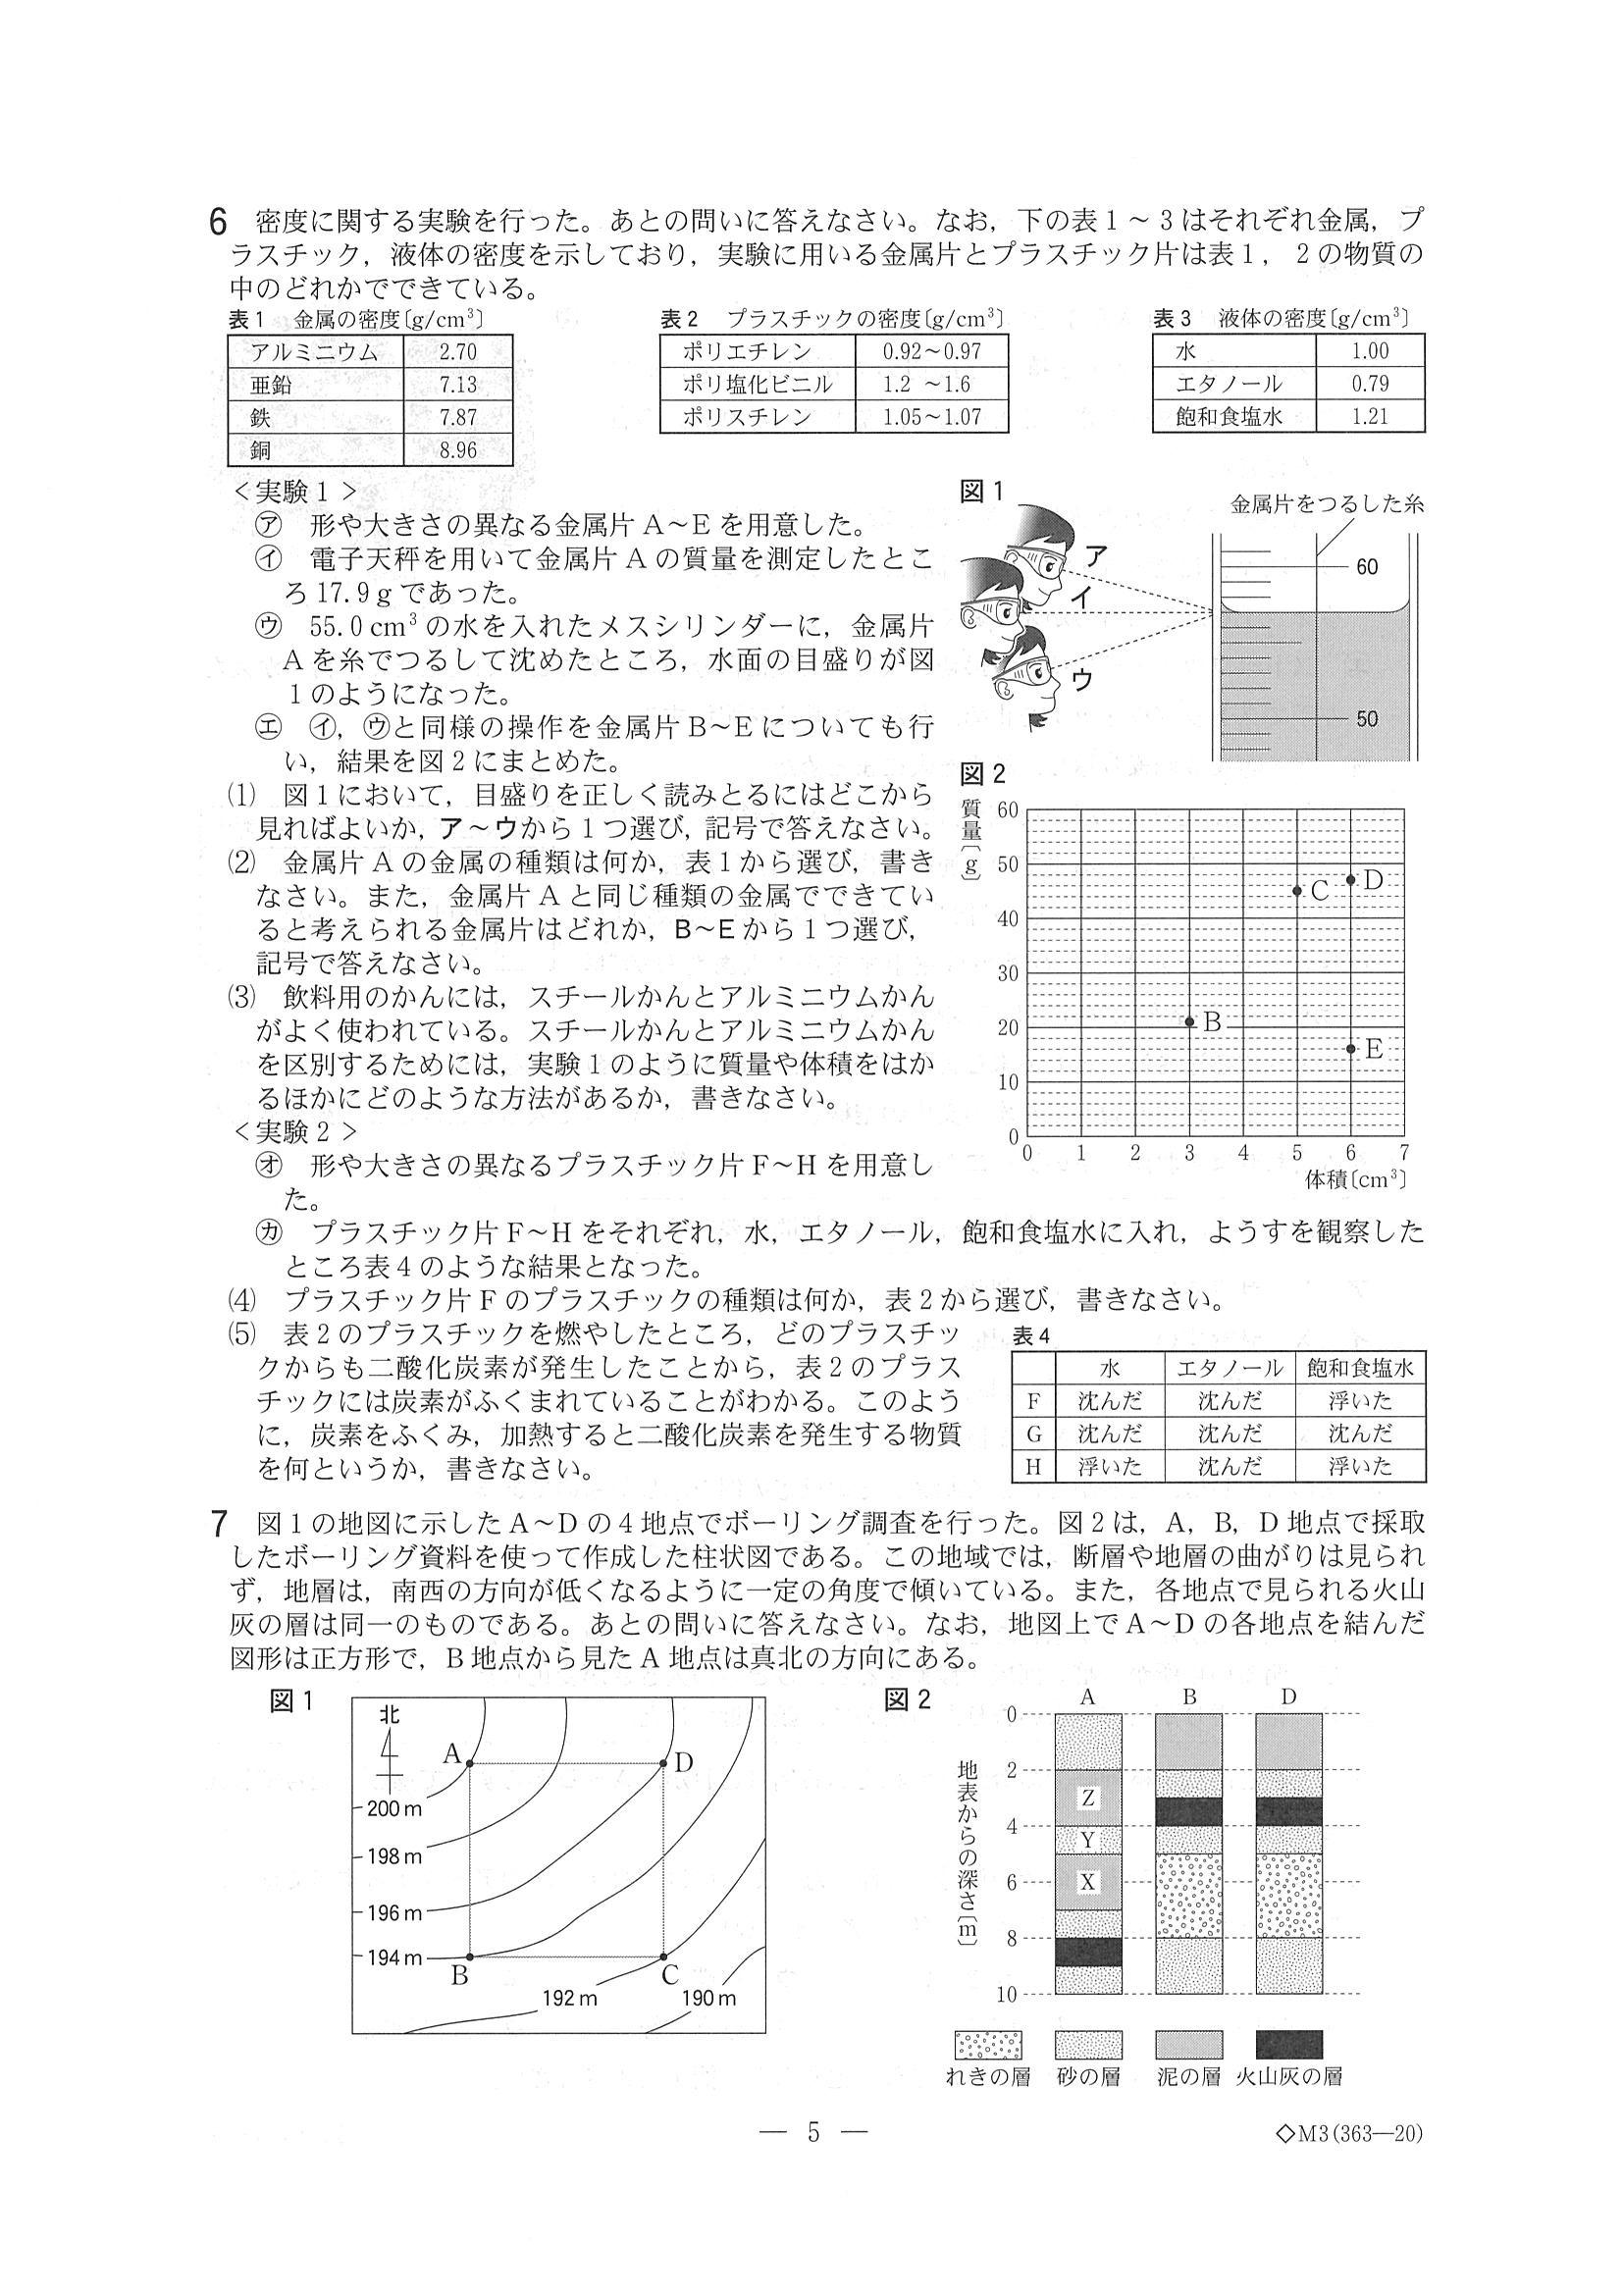 6 密度に関する実験を行った。あとの問いに答えなさい。なお，下の表1～3はそれぞれ金属，プ
ラスチック，液体の密度を示しており，実験に用いる金属片とプラスチック片は表1，2の物質の
中のどれかでできている。
表1 金属の密度〔g/cm³〕
アルミニウム 2.70
亜鉛 7.13
鉄 7.87
銅 8.96
表2 プラスチックの密度〔g/cm³〕
ポリエチレン 0.92～0.97
ポリ塩化ビニル 1.2 ～1.6
ポリスチレン 1.05～1.07
表3 液体の密度〔g/cm³〕
水 1.00
エタノール 0.79
飽和食塩水 1.21
＜実験1＞
㋐ 形や大きさの異なる金属片A～Eを用意した。
㋑ 電子天秤を用いて金属片Aの質量を測定したとこ
ろ17.9gであった。
㋒ 55.0cm³の水を入れたメスシリンダーに，金属片
Aを糸でつるして沈めたところ，水面の目盛りが図
1のようになった。
㋓ ㋑，㋒と同様の操作を金属片B～Eについても行
い，結果を図2にまとめた。
⑴ 図1において，目盛りを正しく読みとるにはどこから
見ればよいか，ア～ウから1つ選び，記号で答えなさい。
⑵ 金属片Aの金属の種類は何か，表1から選び，書き
なさい。また，金属片Aと同じ種類の金属でできてい
ると考えられる金属片はどれか，B～Eから1つ選び，
記号で答えなさい。
⑶ 飲料用のかんには，スチールかんとアルミニウムかん
がよく使われている。スチールかんとアルミニウムかん
を区別するためには，実験1のように質量や体積をはか
るほかにどのような方法があるか，書きなさい。
図1
金属片をつるした糸
ア
イ
ウ
60
50
図2
質量〔g〕
60
50
40
30
20
10
0
C
D
B
E
0 1 2 3 4 5 6 7
体積〔cm³〕
＜実験2＞
㋔ 形や大きさの異なるプラスチック片F～Hを用意し
た。
㋕ プラスチック片F～Hをそれぞれ，水，エタノール，飽和食塩水に入れ，ようすを観察した
ところ表4のような結果となった。
⑷ プラスチック片Fのプラスチックの種類は何か，表2から選び，書きなさい。
⑸ 表2のプラスチックを燃やしたところ，どのプラスチッ
クからも二酸化炭素が発生したことから，表2のプラス
チックには炭素がふくまれていることがわかる。このよう
に，炭素をふくみ，加熱すると二酸化炭素を発生する物質
を何というか，書きなさい。
表4
水 エタノール 飽和食塩水
F 沈んだ 沈んだ 浮いた
G 沈んだ 沈んだ 沈んだ
H 浮いた 沈んだ 浮いた
7 図1の地図に示したA～Dの4地点でボーリング調査を行った。図2は，A，B，D地点で採取
したボーリング資料を使って作成した柱状図である。この地域では，断層や地層の曲がりは見られ
ず，地層は，南西の方向が低くなるように一定の角度で傾いている。また，各地点で見られる火山
灰の層は同一のものである。あとの問いに答えなさい。なお，地図上でA～Dの各地点を結んだ
図形は正方形で，B地点から見たA地点は真北の方向にある。
図1
北
A
D
200m
198m
196m
194m
B
C
192m
190m
図2
A B D
地表からの深さ〔m〕
0
2
4
6
8
10
Z
Y
X
れきの層 砂の層 泥の層 火山灰の層
― 5 ―
◇M3(363―20)